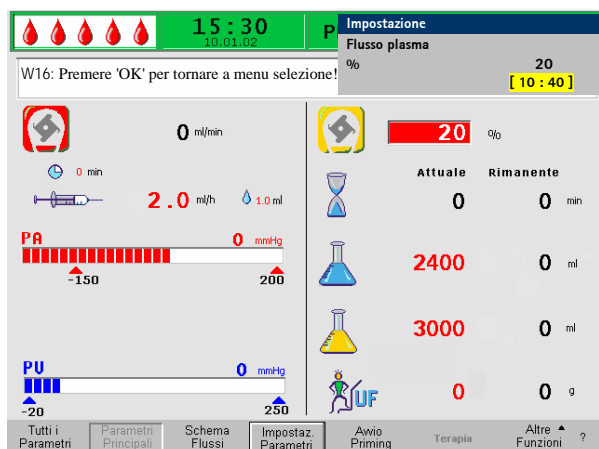 15:30
10.01.02
P
Impostazione
Flusso plasma
% 20
[ 10 : 40 ]
W16: Premere 'OK' per tornare a menu selezione!
0 ml/min
20 %
0 min
Attuale Rimanente
2.0 ml/h 1.0 ml
0 0 min
PA 0 mmHg
-150 200
2400 0 ml
3000 0 ml
PV 0 mmHg
-20 250
UF 0 0 g
Tutti i Parametri
Parametri Principali
Schema Flussi
Impostaz. Parametri
Avvio Priming
Terapia
Altre Funzioni
?